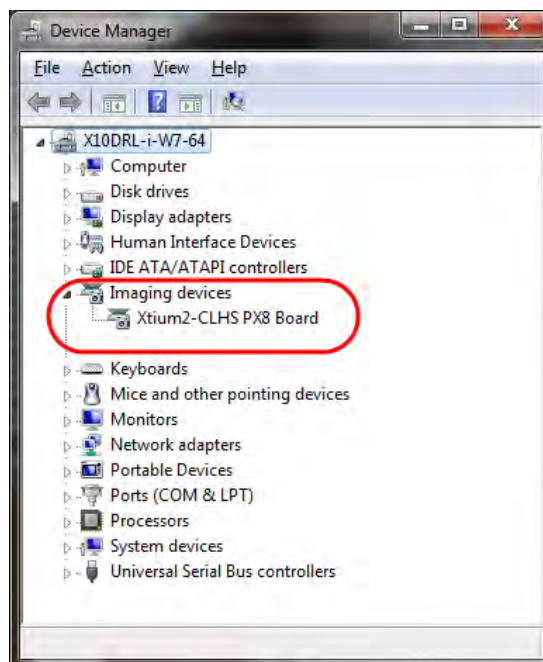 Device Manager
File Action View Help
X10DRL-i-W7-64
Computer
Disk drives
Display adapters
Human Interface Devices
IDE ATA/ATAPI controllers
Imaging devices
Xtium2-CLHS PX8 Board
Keyboards
Mice and other pointing devices
Monitors
Network adapters
Portable Devices
Ports (COM & LPT)
Processors
System devices
Universal Serial Bus controllers